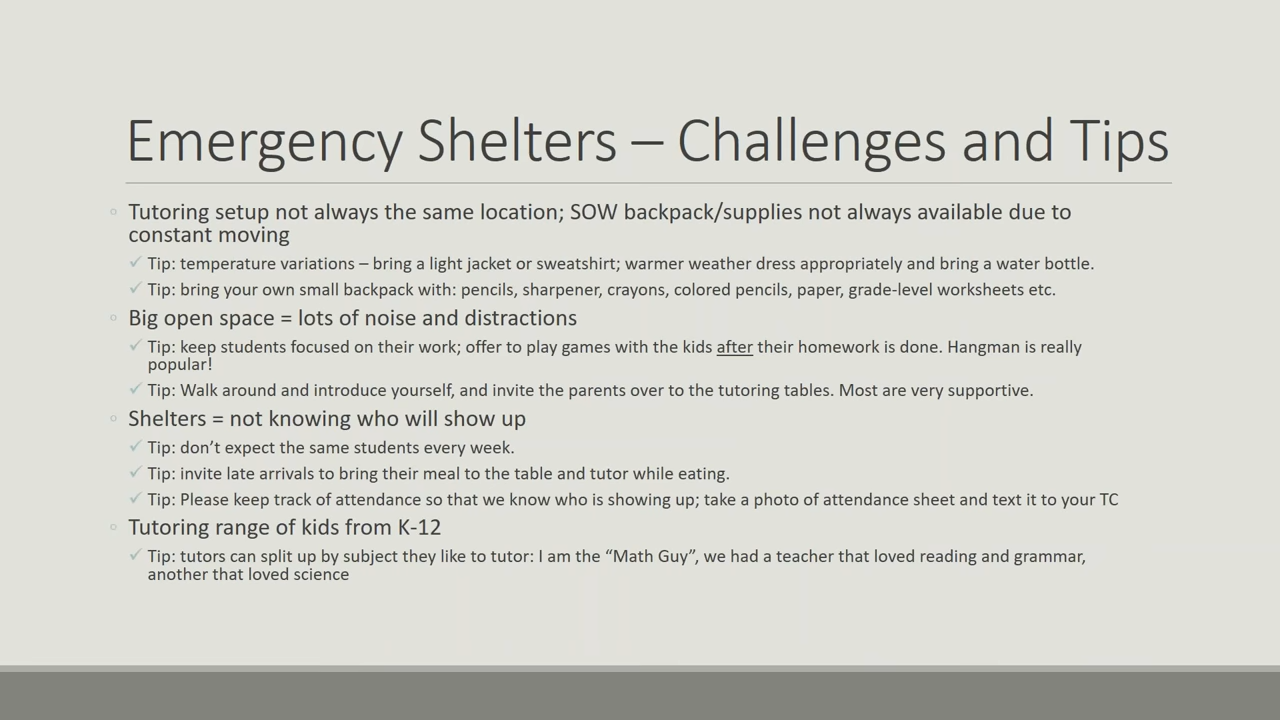 Emergency Shelters – Challenges and Tips
Tutoring setup not always the same location; SOW backpack/supplies not always available due to
constant moving
Tip: temperature variations – bring a light jacket or sweatshirt; warmer weather dress appropriately and bring a water bottle.
Tip: bring your own small backpack with: pencils, sharpener, crayons, colored pencils, paper, grade-level worksheets etc.
Big open space = lots of noise and distractions
Tip: keep students focused on their work; offer to play games with the kids after their homework is done. Hangman is really
popular!
Tip: Walk around and introduce yourself, and invite the parents over to the tutoring tables. Most are very supportive.
Shelters = not knowing who will show up
Tip: don’t expect the same students every week.
Tip: invite late arrivals to bring their meal to the table and tutor while eating.
Tip: Please keep track of attendance so that we know who is showing up; take a photo of attendance sheet and text it to your TC
Tutoring range of kids from K-12
Tip: tutors can split up by subject they like to tutor: I am the “Math Guy”, we had a teacher that loved reading and grammar,
another that loved science